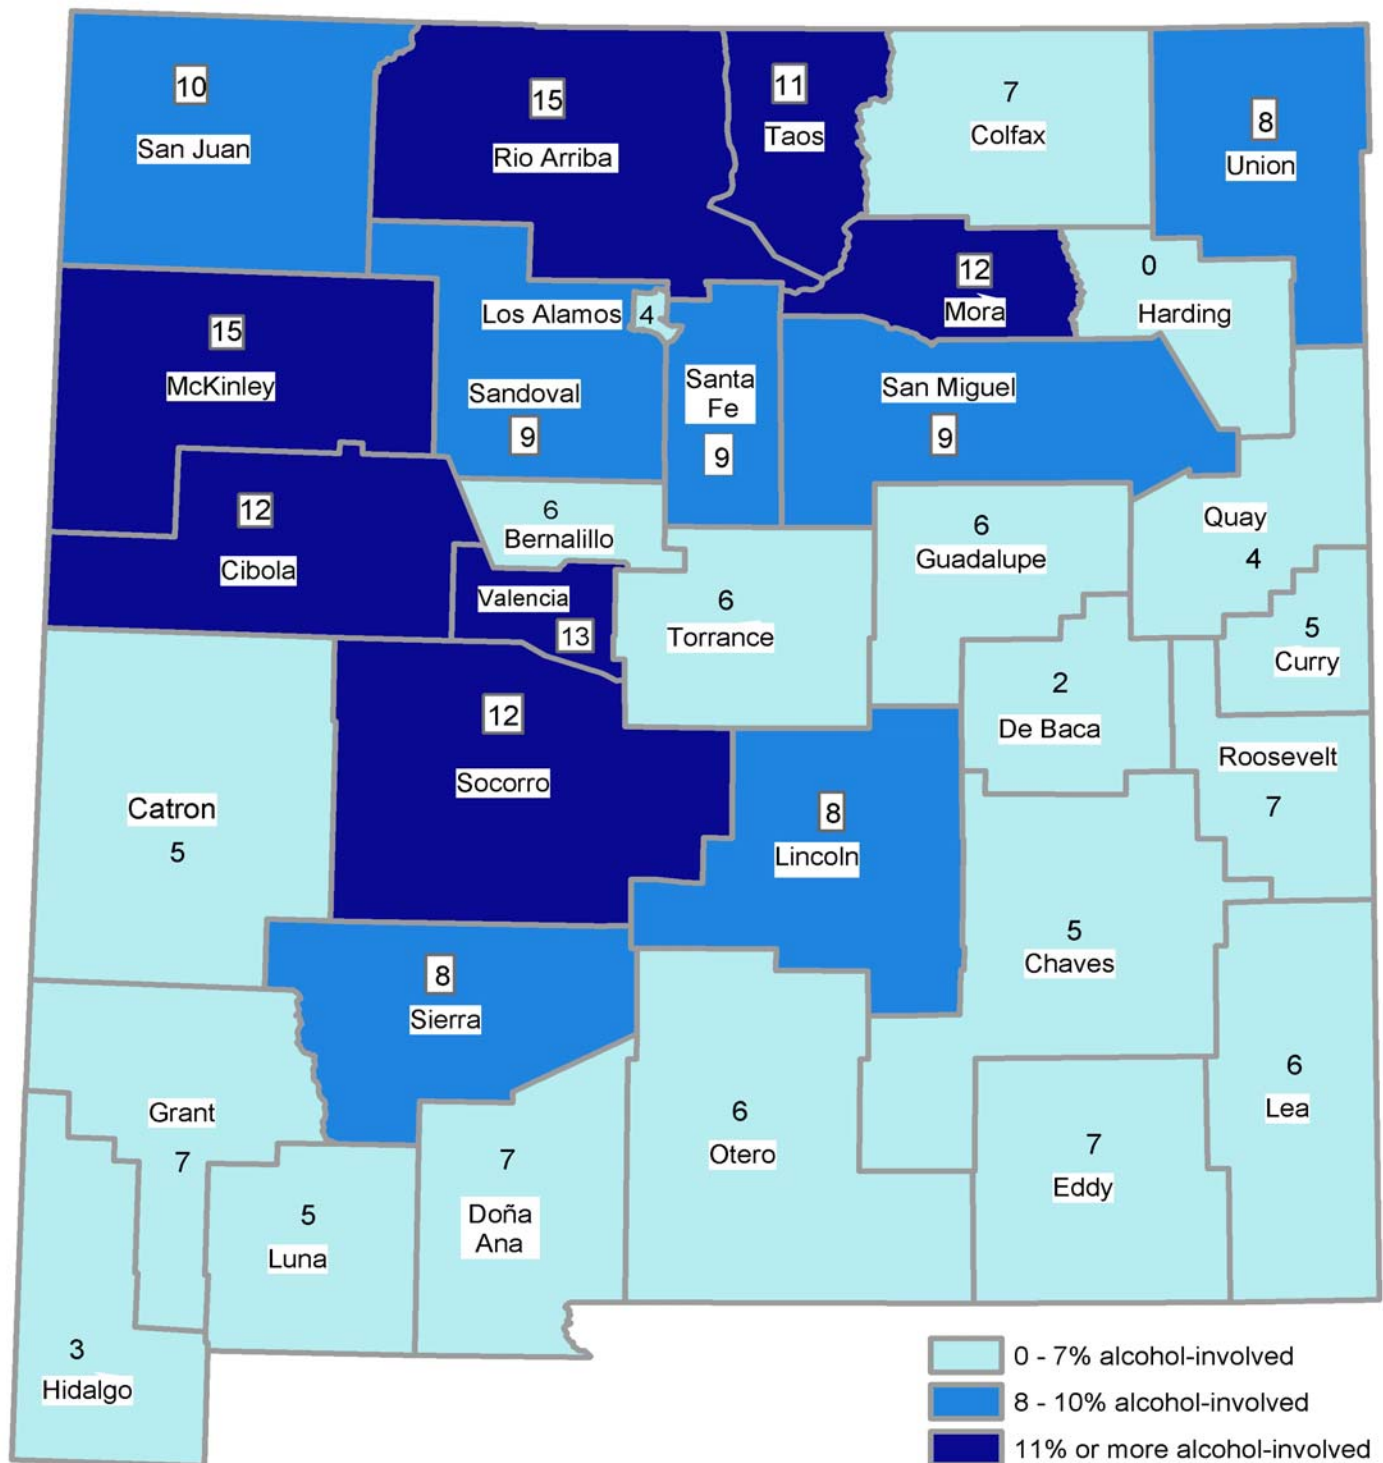 10
San Juan
15
Rio Arriba
11
Taos
7
Colfax
8
Union
15
McKinley
Los Alamos 4
Sandoval
9
Santa
Fe
9
12
Mora
0
Harding
San Miguel
9
12
Cibola
6
Bernalillo
Valencia
13
6
Torrance
6
Guadalupe
Quay
4
5
Curry
2
De Baca
Roosevelt
7
Catron
5
12
Socorro
8
Lincoln
5
Chaves
8
Sierra
6
Lea
Grant
7
5
Luna
7
Doña
Ana
6
Otero
7
Eddy
3
Hidalgo
0 - 7% alcohol-involved
8 - 10% alcohol-involved
11% or more alcohol-involved